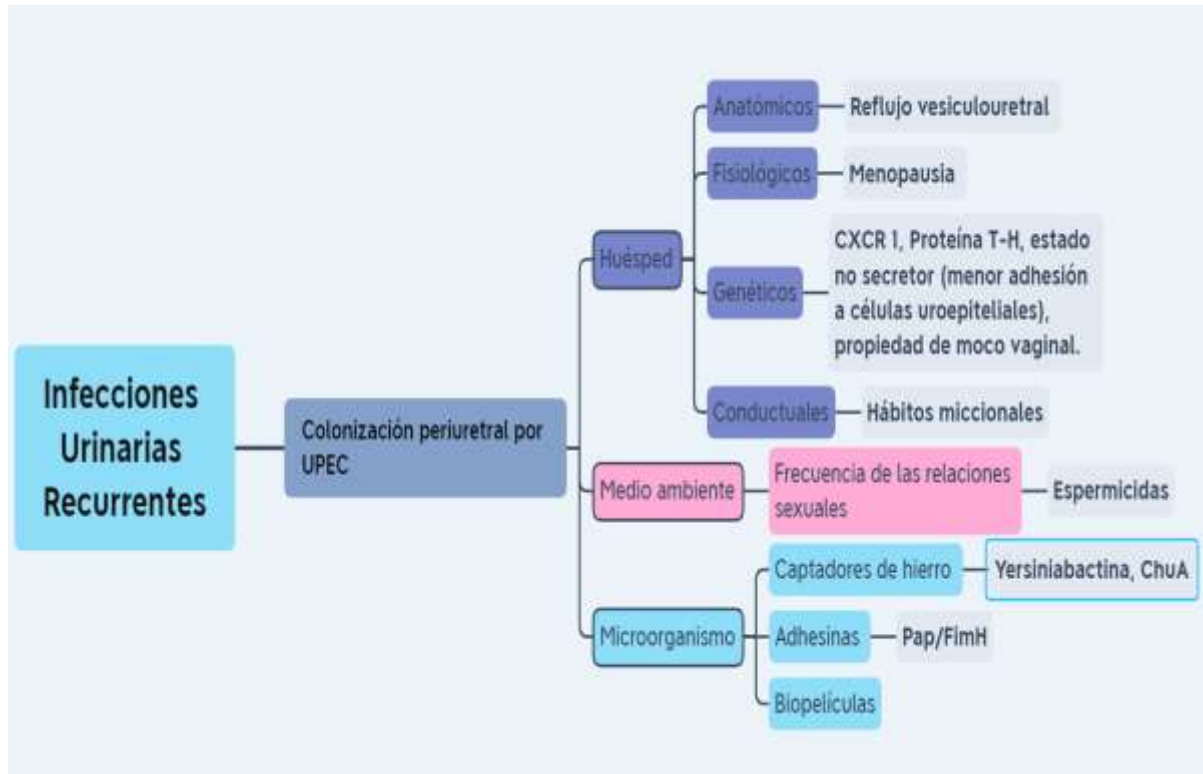 Infecciones
Urinarias
Recurrentes
Colonización periuretral por
UPEC
Huésped
Anatómicos
Reflujo vesiculouretral
Fisiológicos
Menopausia
Genéticos
CXCR 1, Proteína T-H, estado
no secretor (menor adhesión
a células uroepiteliales),
propiedad de moco vaginal.
Conductuales
Hábitos miccionales
Medio ambiente
Frecuencia de las relaciones
sexuales
Espermicidas
Microorganismo
Captadores de hierro
Yersiniabactina, ChuA
Adhesinas
Pap/FimH
Biopelículas